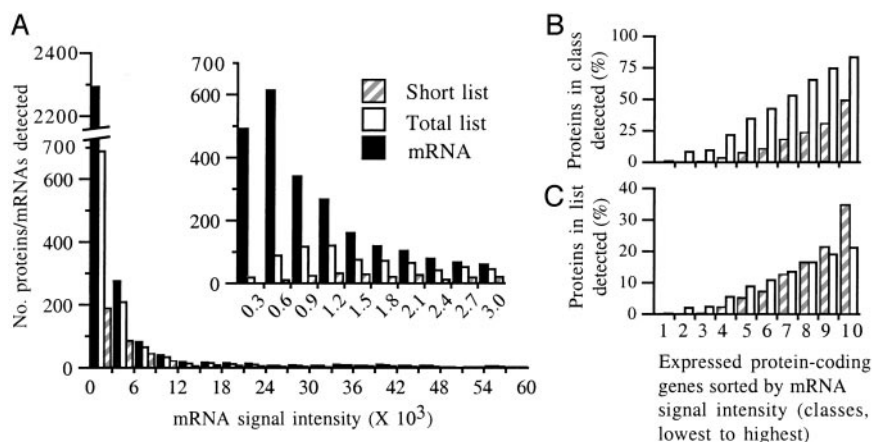 A
No. proteins/mRNAs detected
2400
2200
700
600
400
200
0
0 6 12 18 24 30 36 42 48 54 60
mRNA signal intensity (X 10³)
700
600
400
200
0
0.3 0.6 0.9 1.2 1.5 1.8 2.1 2.4 2.7 3.0
Short list
Total list
mRNA
B
Proteins in class
detected (%)
100
75
50
25
0
C
Proteins in list
detected (%)
40
30
20
10
0
1 2 3 4 5 6 7 8 9 10
Expressed protein-coding
genes sorted by mRNA
signal intensity (classes,
lowest to highest)